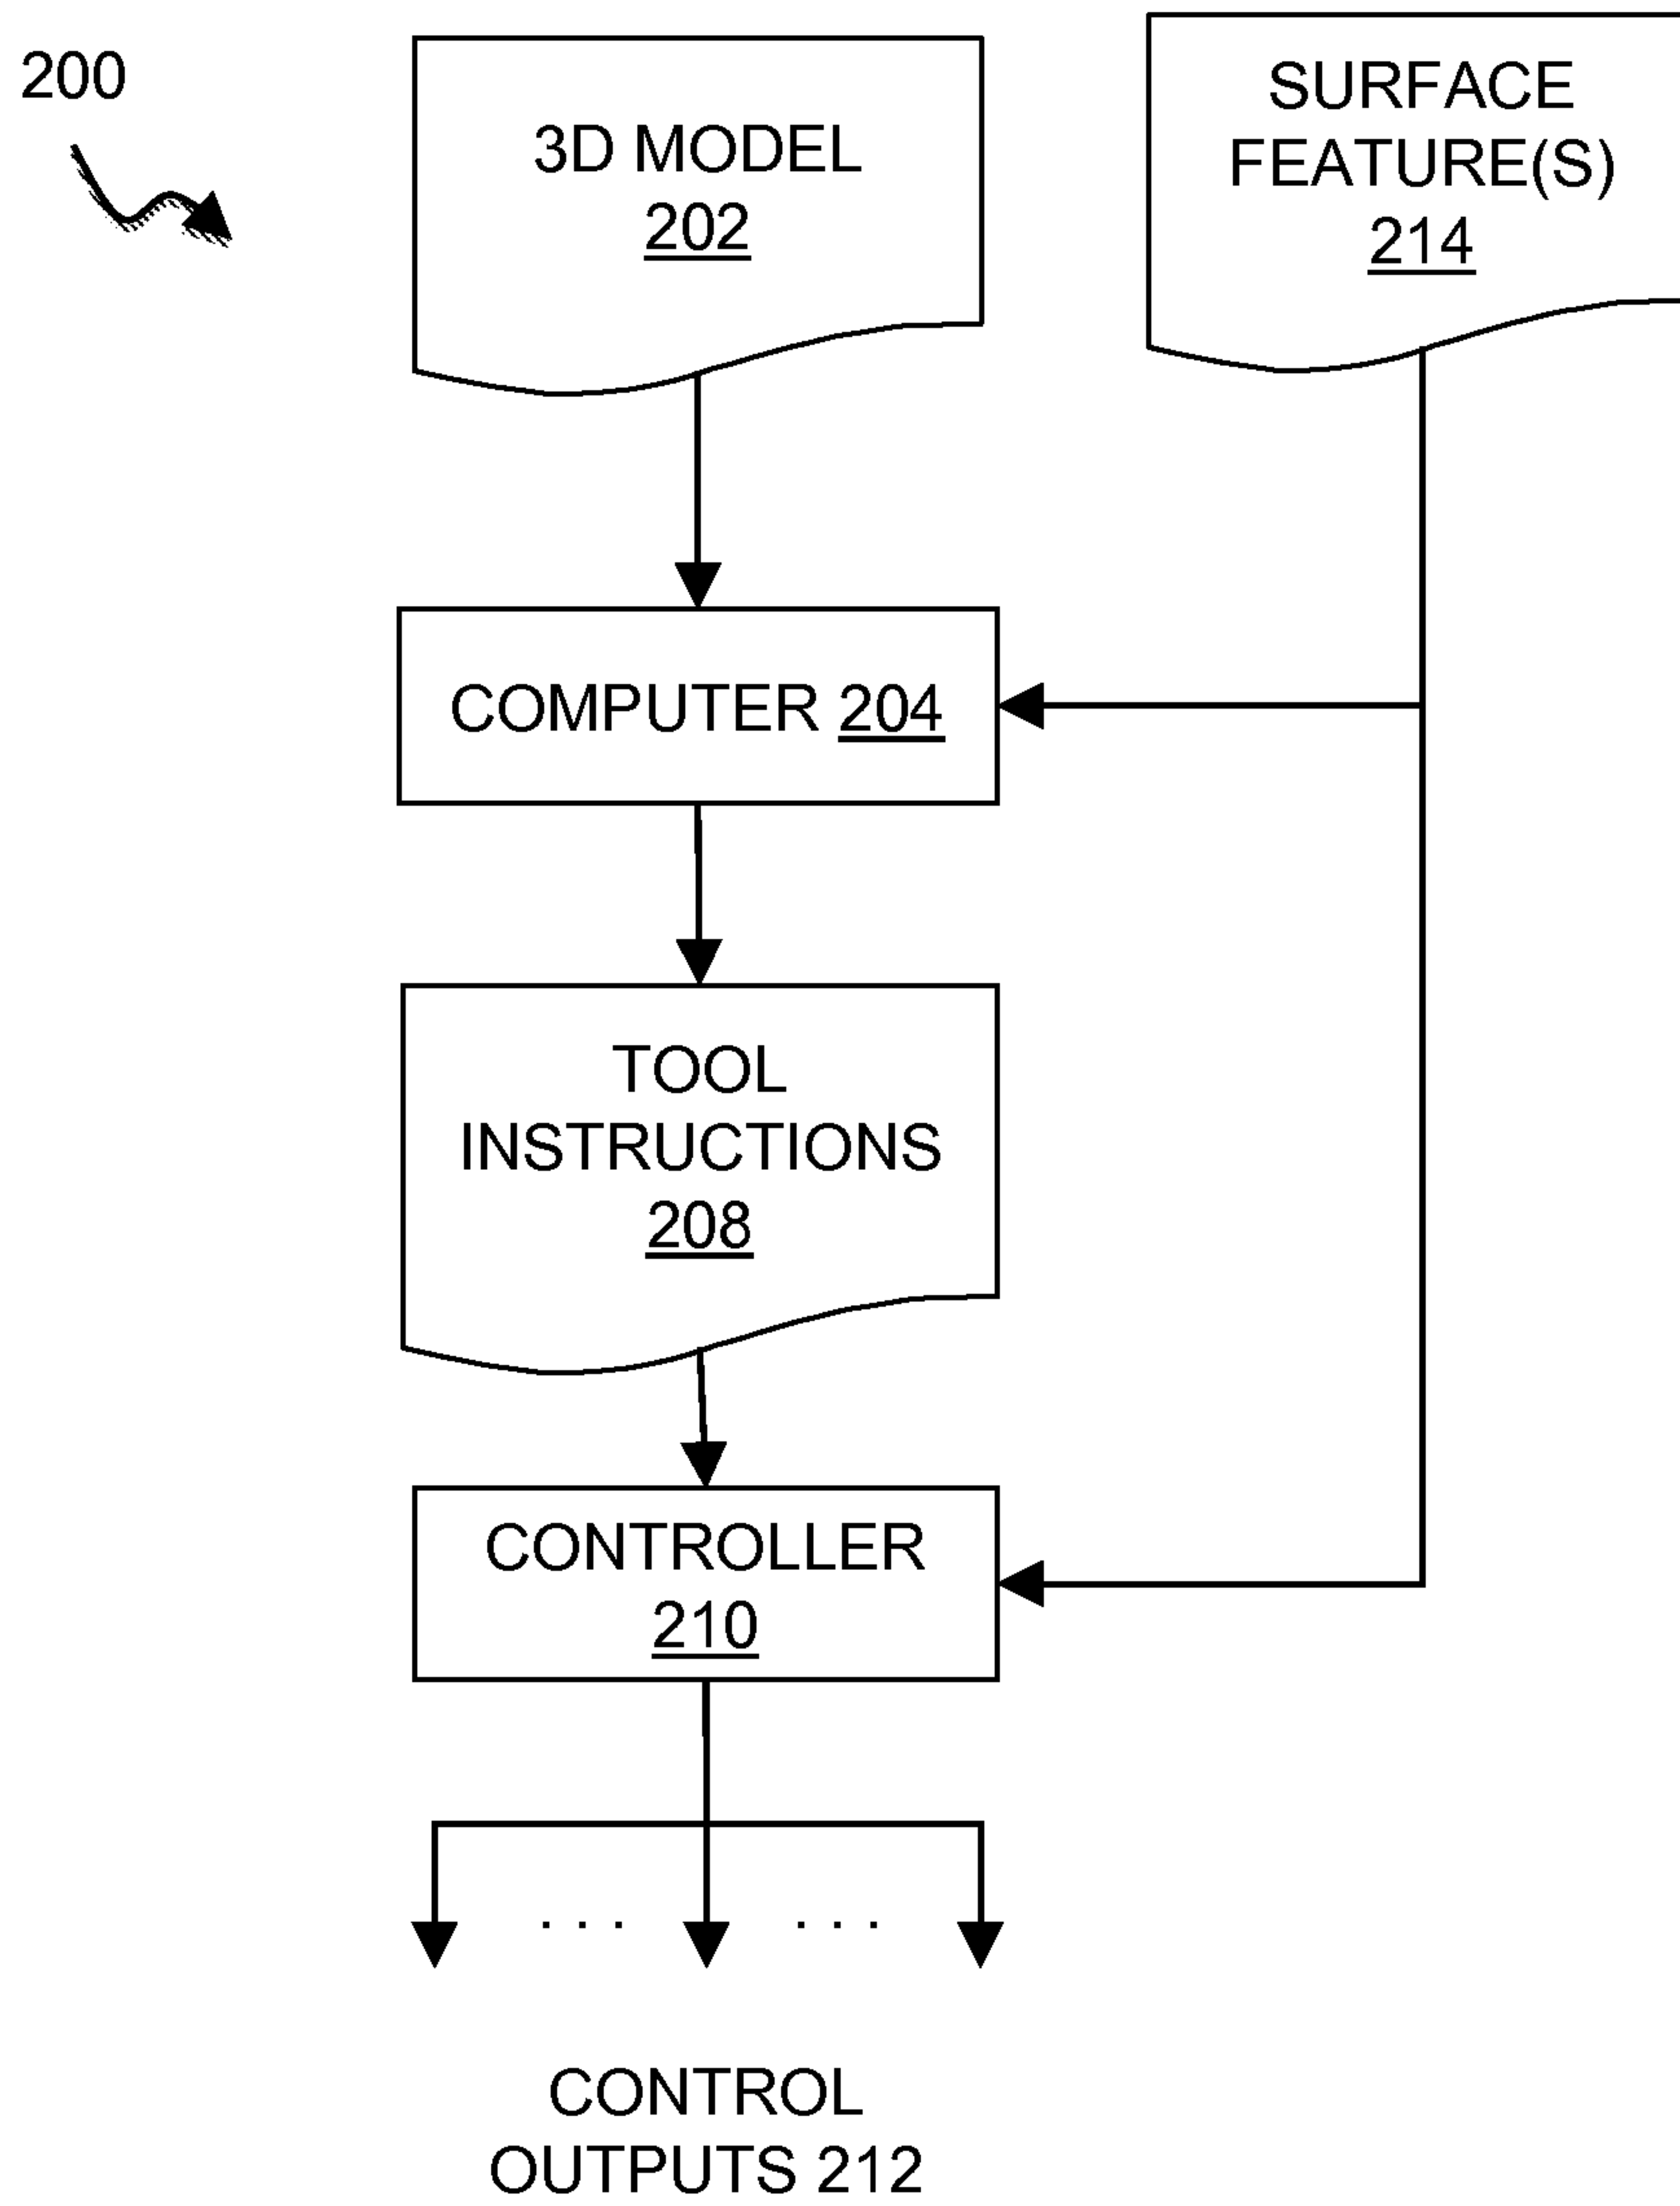 200
3D MODEL
202
SURFACE
FEATURE(S)
214
COMPUTER 204
TOOL
INSTRUCTIONS
208
CONTROLLER
210
. . .
. . .
CONTROL
OUTPUTS 212